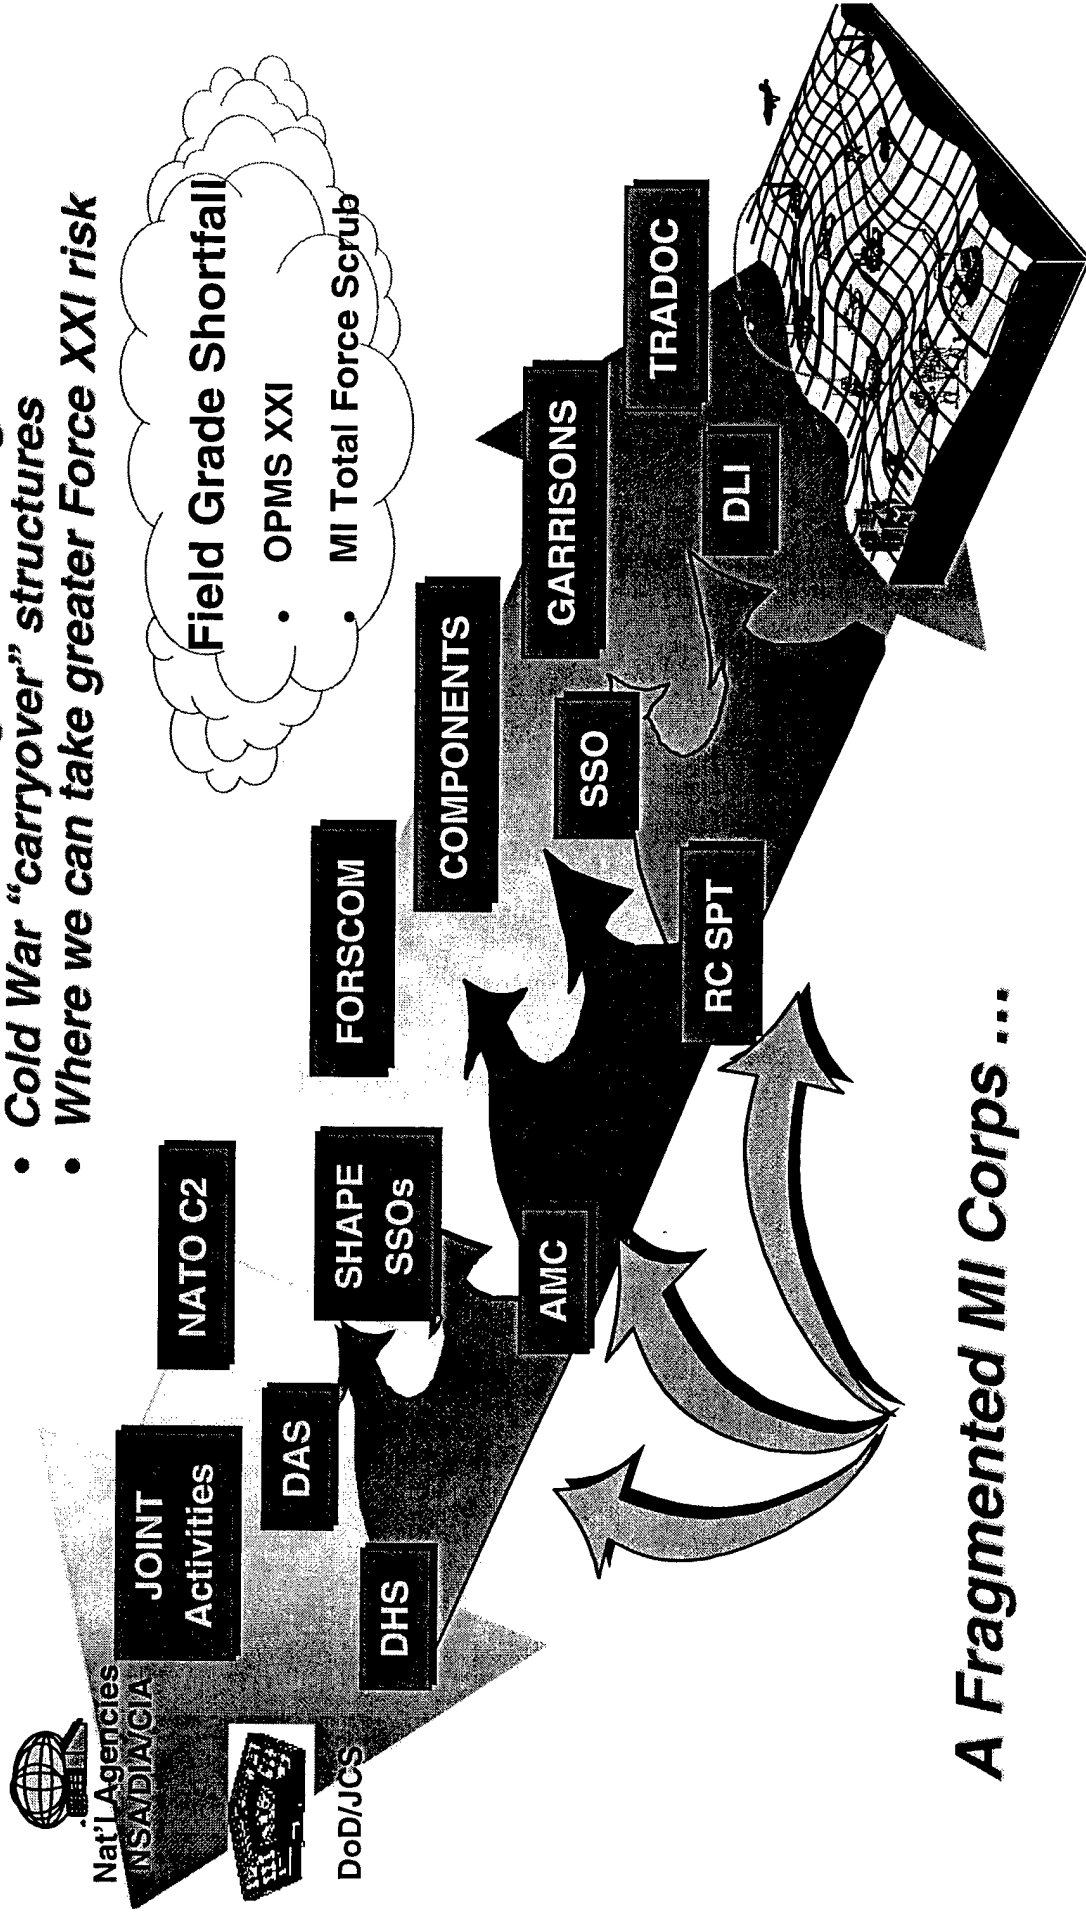 • Cold War “carryover” structures
• Where we can take greater Force XXI risk
Nat'l Agencies
NSA/DIA/CIA
DoD/JCS
JOINT
Activities
NATO C2
DAS
DHS
SHAPE
SSOs
FORSCOM
AMC
COMPONENTS
SSO
RC SPT
GARRISONS
DLI
TRADOC
Field Grade Shortfall
• OPMS XXI
• MI Total Force Scrub
A Fragmented MI Corps ...